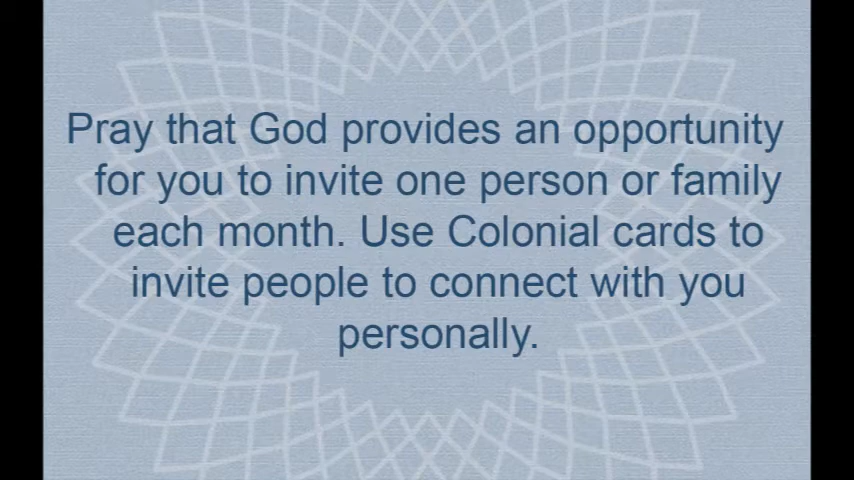 Pray that God provides an opportunity
for you to invite one person or family
each month. Use Colonial cards to
invite people to connect with you
personally.